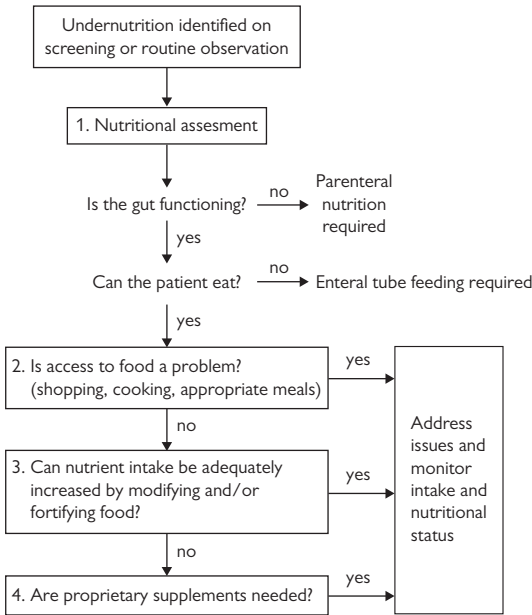 Undernutrition identified on
screening or routine observation
1. Nutritional assesment
Is the gut functioning?
no
Parenteral
nutrition
required
yes
Can the patient eat?
no
Enteral tube feeding required
yes
2. Is access to food a problem?
(shopping, cooking, appropriate meals)
yes
no
3. Can nutrient intake be adequately
increased by modifying and/or
fortifying food?
yes
no
4. Are proprietary supplements needed?
yes
Address
issues and
monitor
intake and
nutritional
status